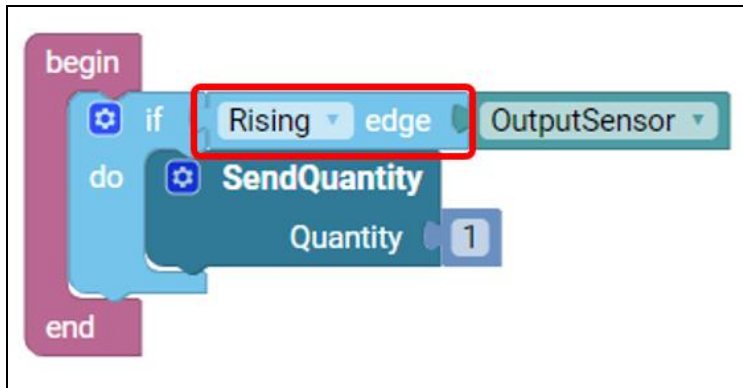 begin
if Rising edge OutputSensor
do SendQuantity
Quantity 1
end